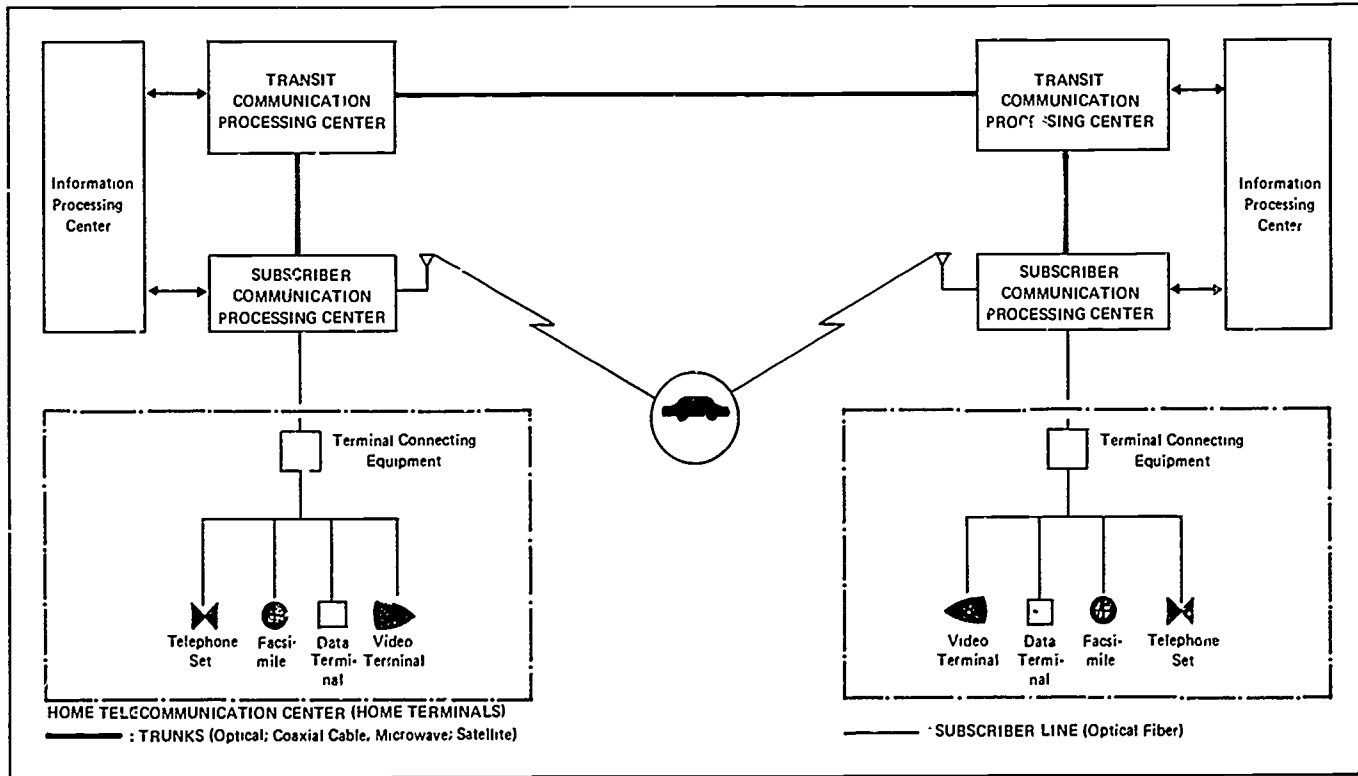 TRANSIT
COMMUNICATION
PROCESSING CENTER
TRANSIT
COMMUNICATION
PROCESSING CENTER
Information
Processing
Center
Information
Processing
Center
SUBSCRIBER
COMMUNICATION
PROCESSING CENTER
SUBSCRIBER
COMMUNICATION
PROCESSING CENTER
Terminal Connecting
Equipment
Terminal Connecting
Equipment
Telephone
Set
Facsi-
mile
Data
Termi-
nal
Video
Terminal
Video
Terminal
Data
Termi-
nal
Facsi-
mile
Telephone
Set
HOME TELECOMMUNICATION CENTER (HOME TERMINALS)
: TRUNKS (Optical; Coaxial Cable, Microwave; Satellite)
SUBSCRIBER LINE (Optical Fiber)